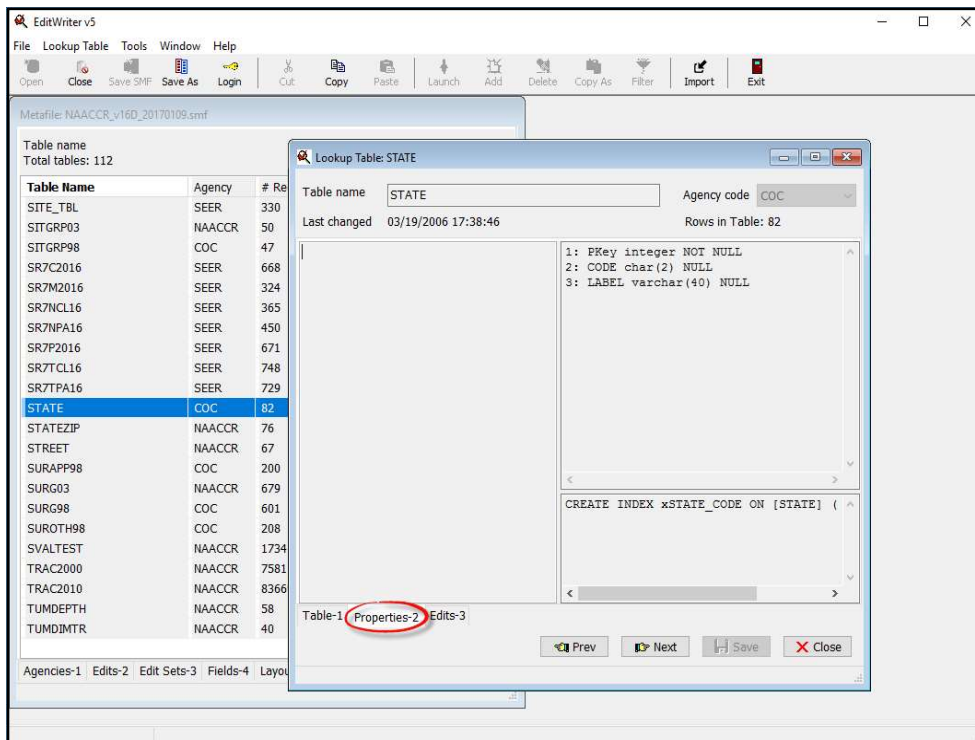 EditWriter v5
File Lookup Table Tools Window Help
Open Close Save SMF Save As Login Cut Copy Paste Launch Add Delete Copy As Filter Import Exit
Metafile: NAACCR_v16D_20170109.smf
Table name
Total tables: 112
Table Name Agency # Re
SITE_TBL SEER 330
SITGRP03 NAACCR 50
SITGRP98 COC 47
SR7C2016 SEER 668
SR7M2016 SEER 324
SR7NCL16 SEER 365
SR7NPA16 SEER 450
SR7P2016 SEER 671
SR7TCL16 SEER 748
SR7TPA16 SEER 729
STATE COC 82
STATEZIP NAACCR 76
STREET NAACCR 67
SURAPP98 COC 200
SURG03 NAACCR 679
SURG98 COC 601
SUROTH98 COC 208
SVALTEST NAACCR 1734
TRAC2000 NAACCR 7581
TRAC2010 NAACCR 8366
TUMDEPTH NAACCR 58
TUMDIMTR NAACCR 40
Agencies-1 Edits-2 Edit Sets-3 Fields-4 Layou
Lookup Table: STATE
Table name STATE Agency code COC
Last changed 03/19/2006 17:38:46 Rows in Table: 82
1: PKey integer NOT NULL
2: CODE char(2) NULL
3: LABEL varchar(40) NULL
CREATE INDEX xSTATE_CODE ON [STATE] (
Table-1 Properties-2 Edits-3
Prev Next Save Close